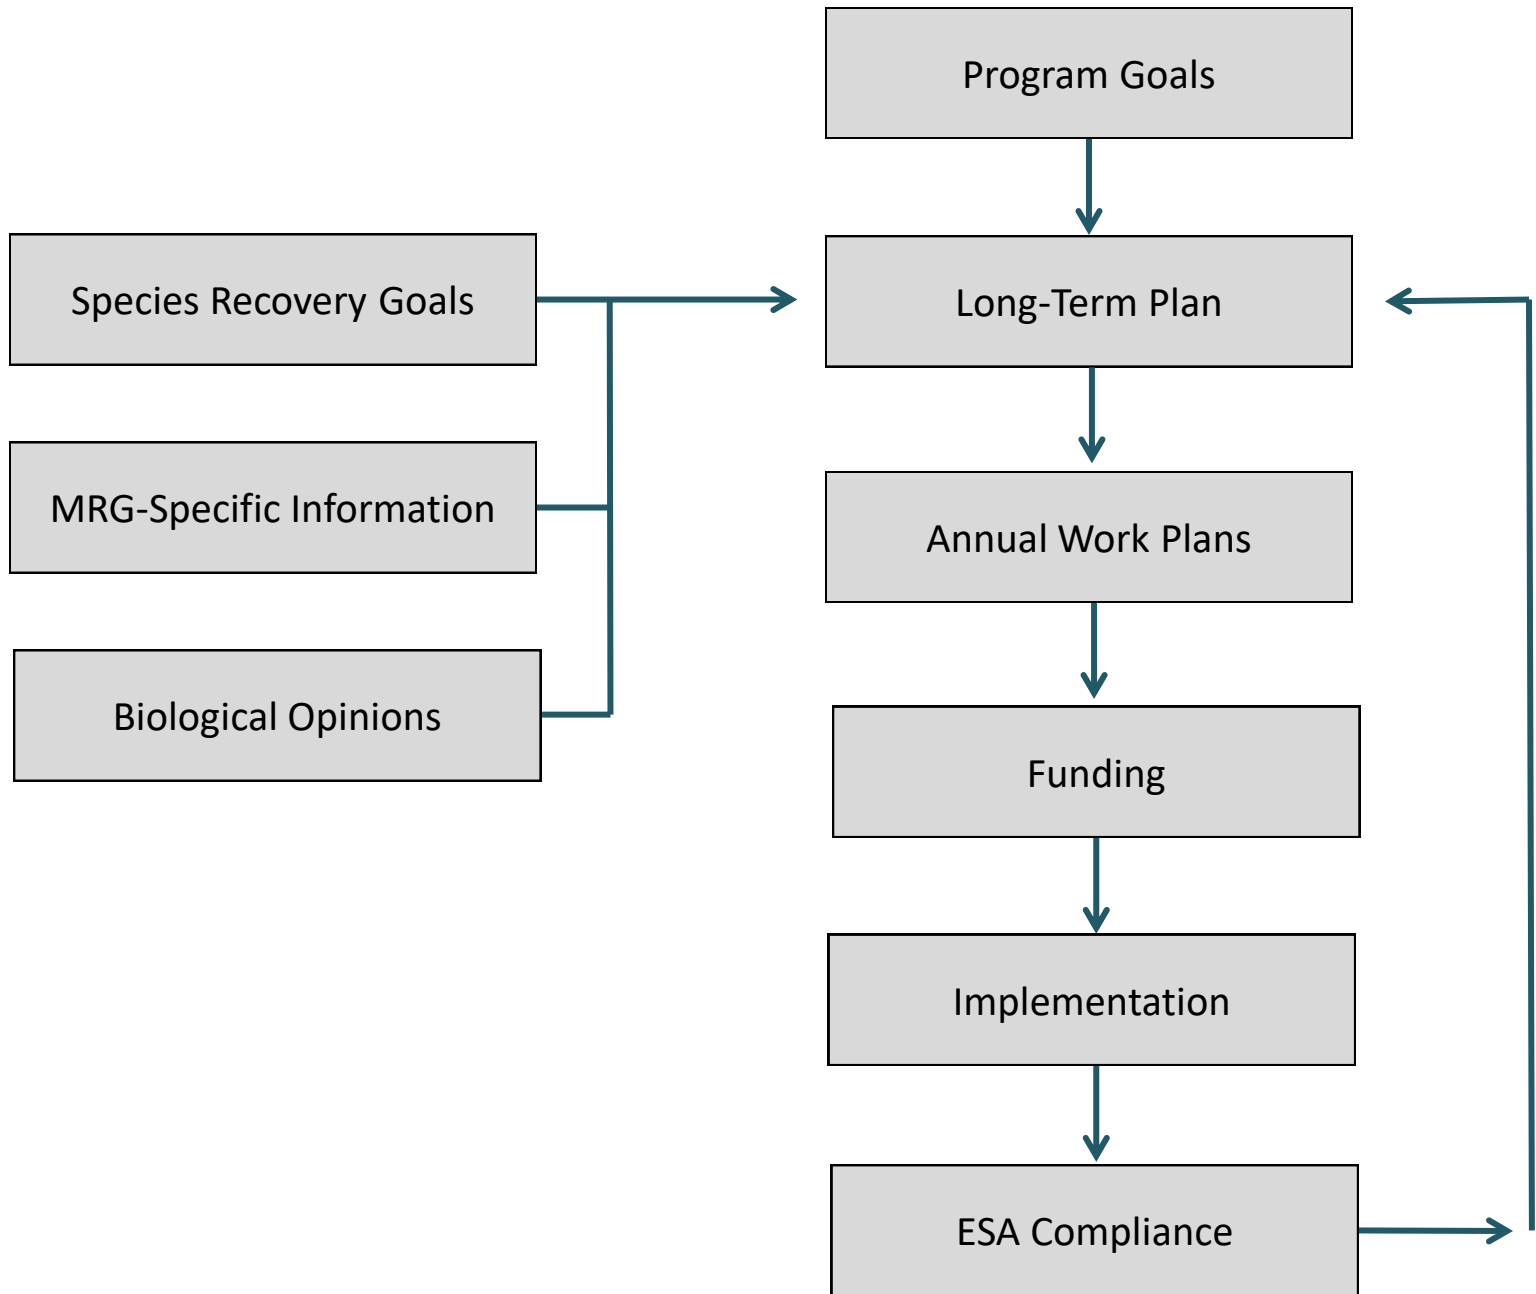 Program Goals
Species Recovery Goals
Long-Term Plan
MRG-Specific Information
Annual Work Plans
Biological Opinions
Funding
Implementation
ESA Compliance